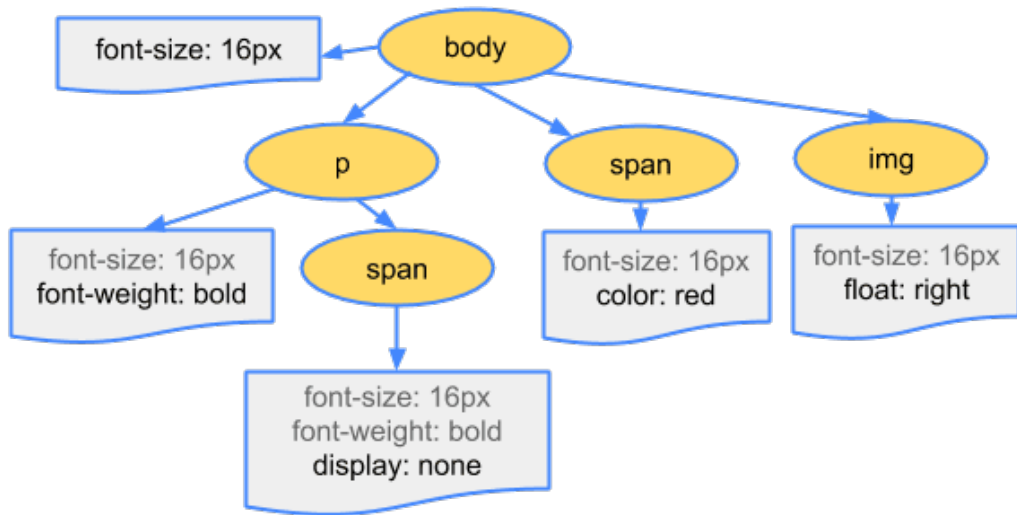 body
font-size: 16px
p
span
img
font-size: 16px
font-weight: bold
span
font-size: 16px
color: red
font-size: 16px
float: right
font-size: 16px
font-weight: bold
display: none